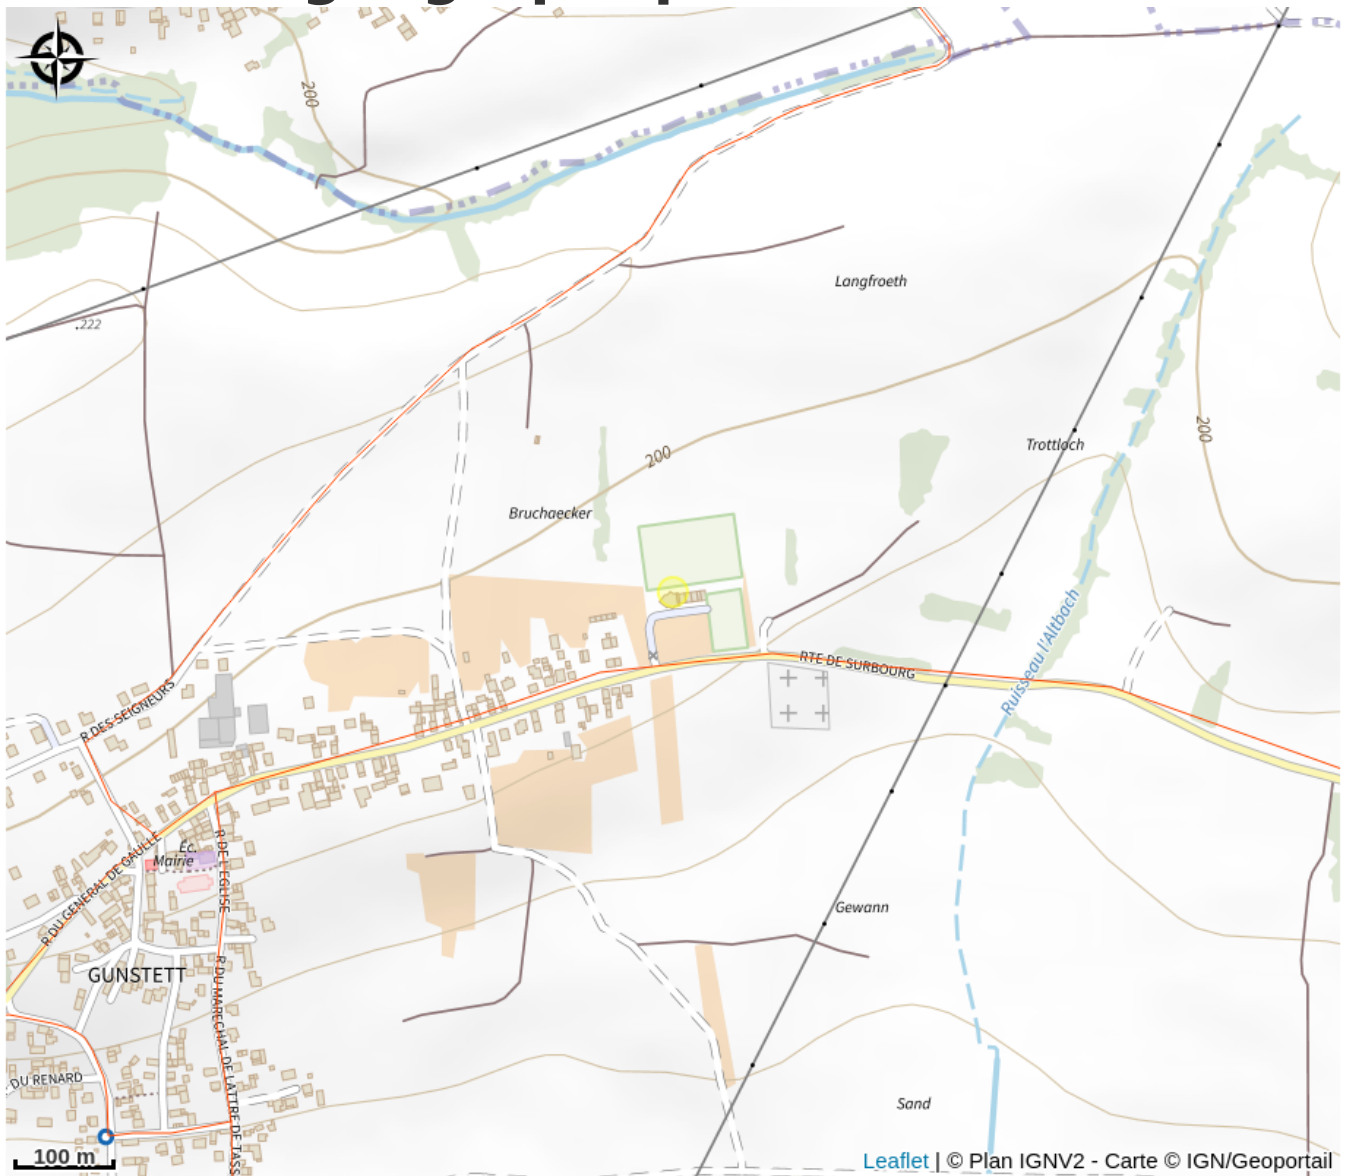 200
.222
Langfroeth
200
Trottloch
200
Bruchaecker
Ruisseau l'Altbach
RTE DE SURBOURG
R DES SEIGNEURS
R DU GENERAL DE GAULLE
Éc.
Mairie
R DE L'EGLISE
Gewann
GUNSTETT
R DU MARECHAL DE LATTRE DE TASS
DU RENARD
Sand
100 m
Leaflet | © Plan IGNV2 - Carte © IGN/Geoportail